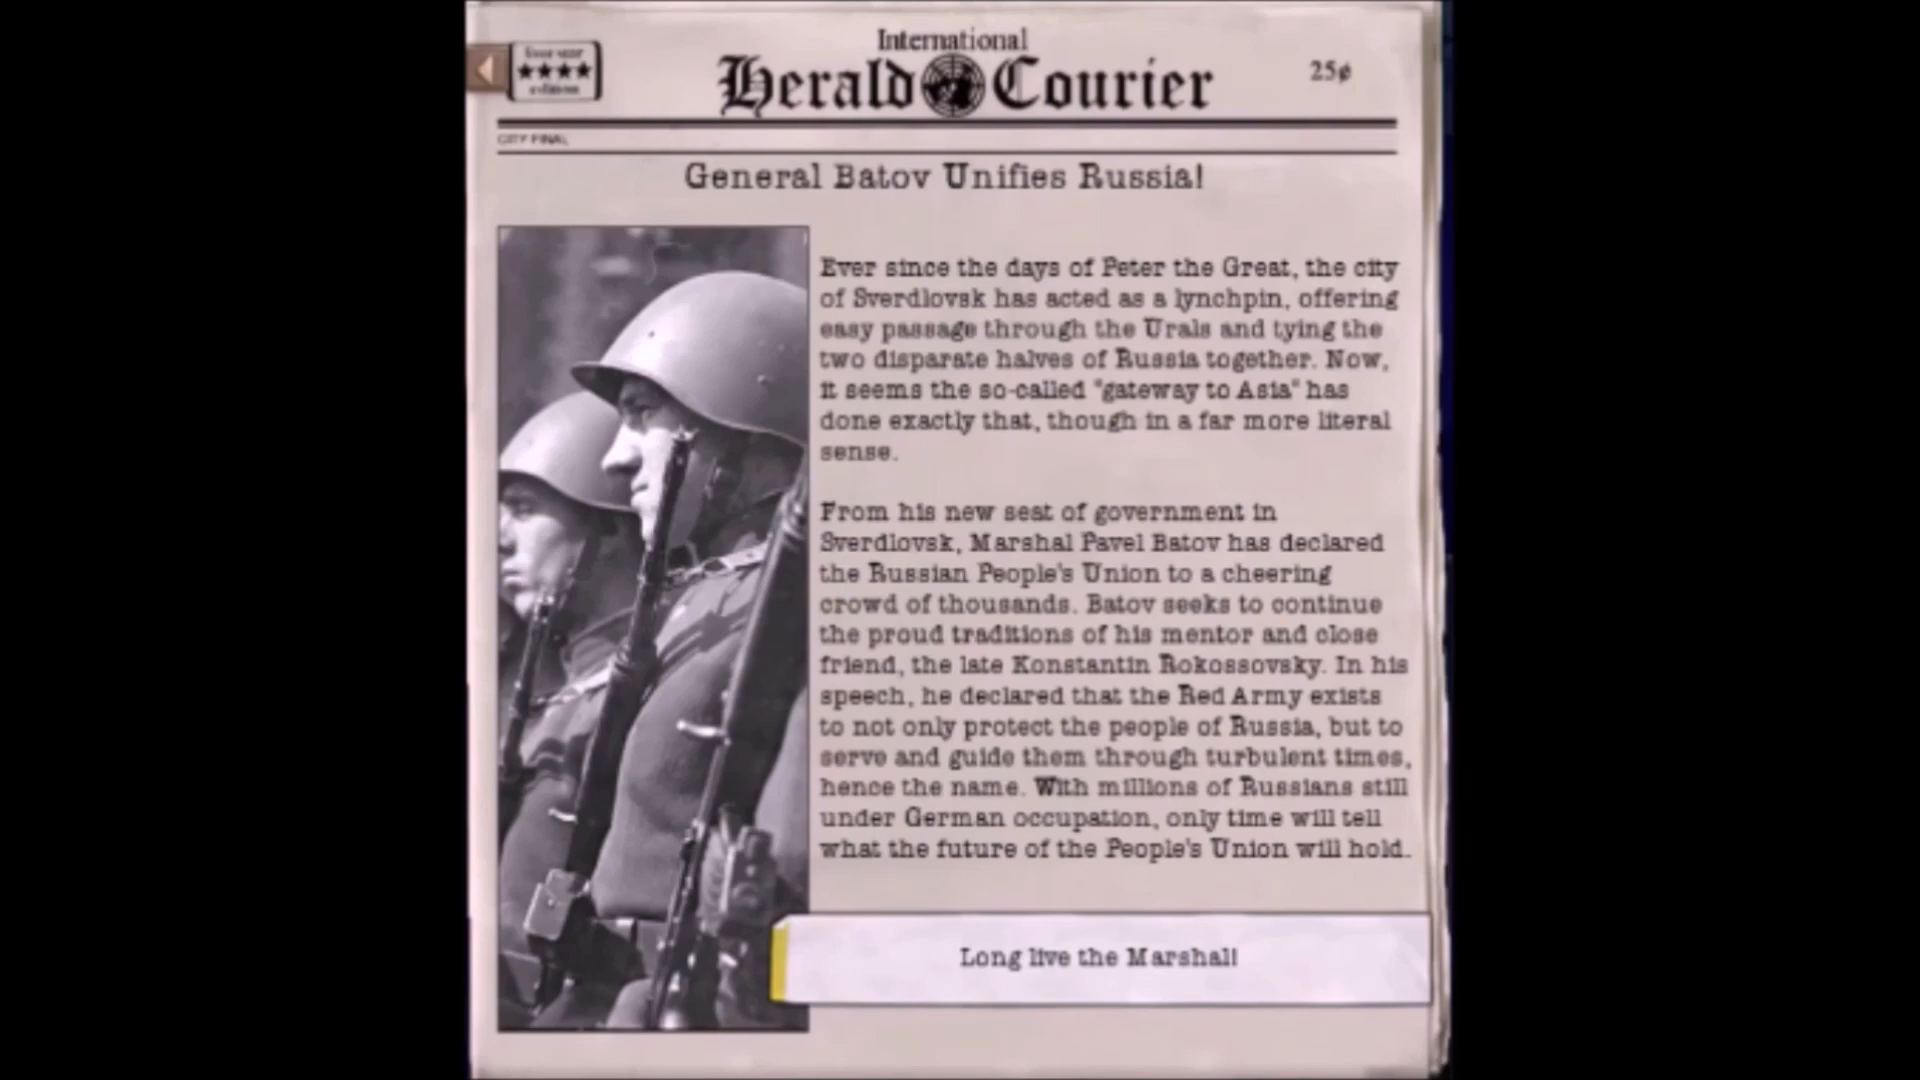 Four star
★★★★
edition
International
Herald Courier
25¢
CITY FINAL
General Batov Unifies Russia!
Ever since the days of Peter the Great, the city
of Sverdlovsk has acted as a lynchpin, offering
easy passage through the Urals and tying the
two disparate halves of Russia together. Now,
it seems the so-called "gateway to Asia" has
done exactly that, though in a far more literal
sense.
From his new seat of government in
Sverdlovsk, Marshal Pavel Batov has declared
the Russian People's Union to a cheering
crowd of thousands. Batov seeks to continue
the proud traditions of his mentor and close
friend, the late Konstantin Rokossovsky. In his
speech, he declared that the Red Army exists
to not only protect the people of Russia, but to
serve and guide them through turbulent times,
hence the name. With millions of Russians still
under German occupation, only time will tell
what the future of the People's Union will hold.
Long live the Marshal!